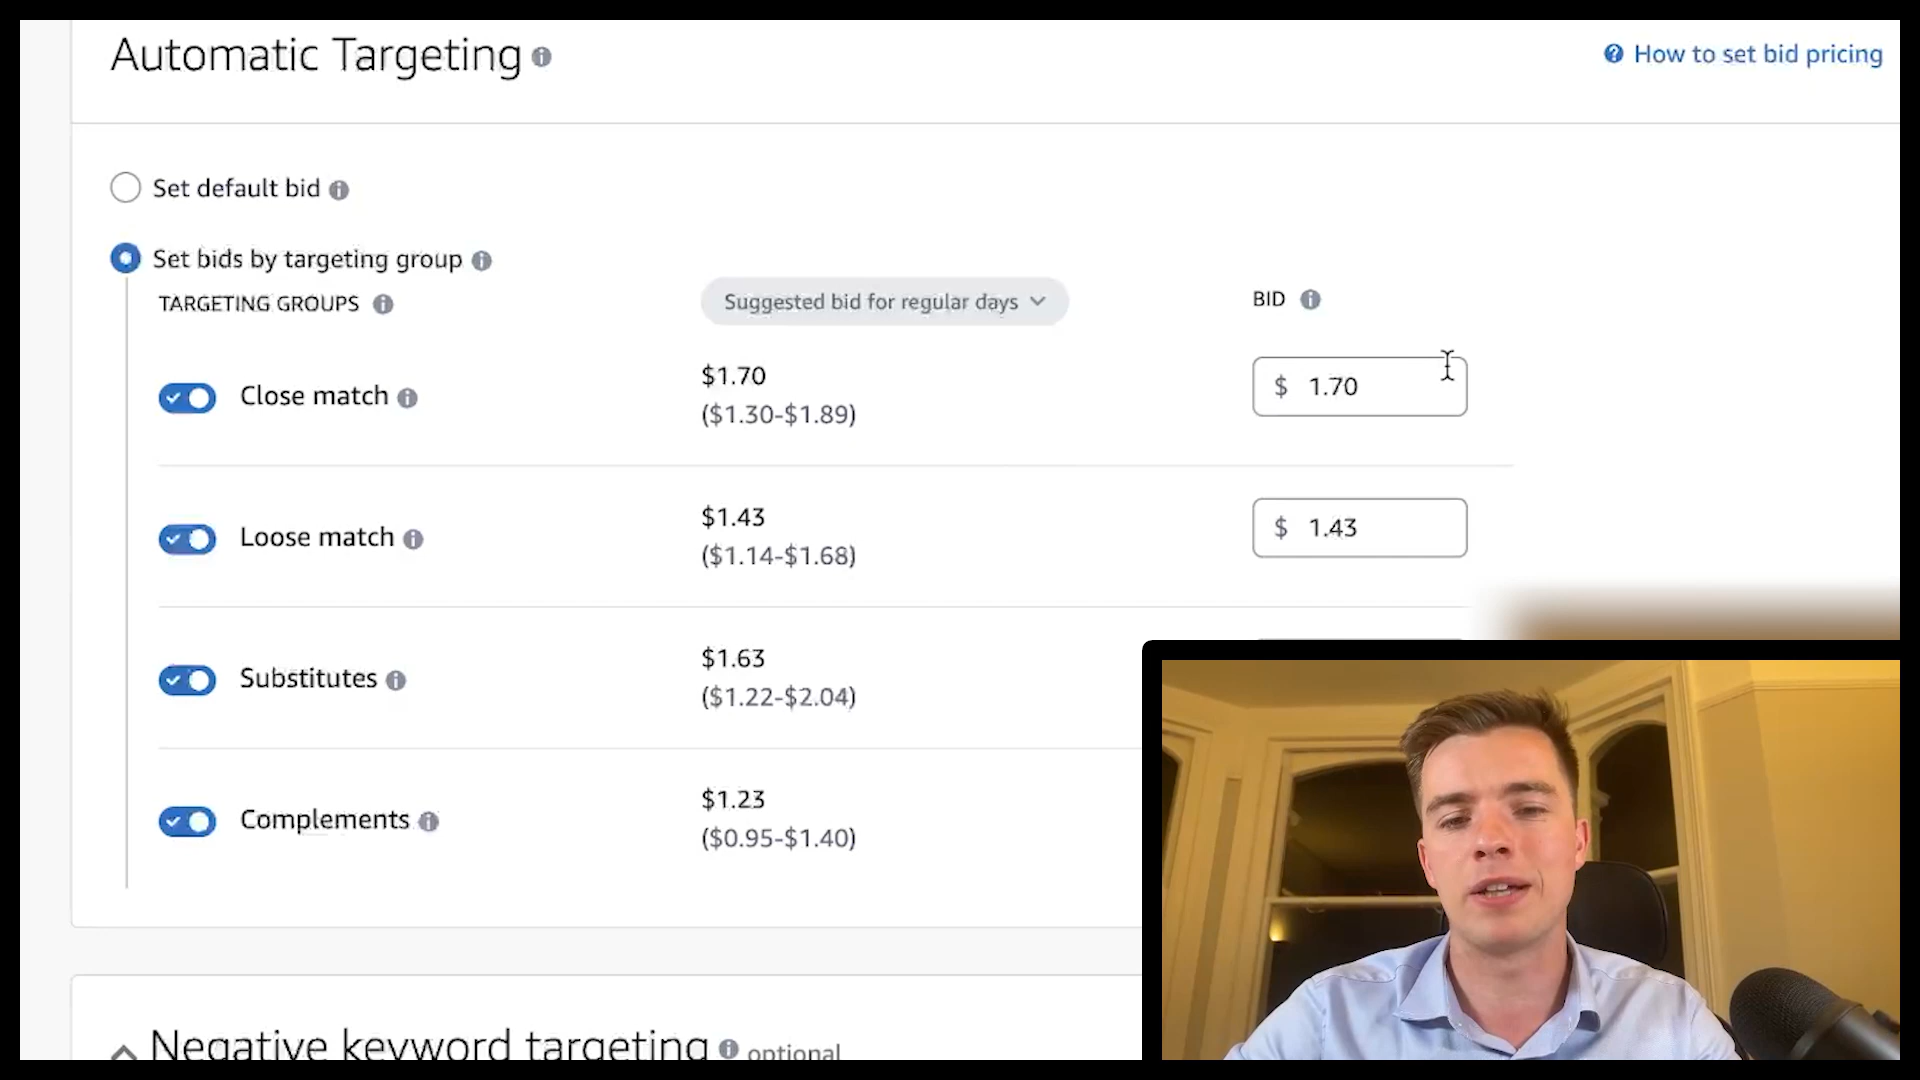 Automatic Targeting
How to set bid pricing
Set default bid
Set bids by targeting group
TARGETING GROUPS
Suggested bid for regular days
BID
Close match
$1.70
($1.30-$1.89)
$ 1.70
Loose match
$1.43
($1.14-$1.68)
$ 1.43
Substitutes
$1.63
($1.22-$2.04)
Complements
$1.23
($0.95-$1.40)
Negative keyword targeting optional